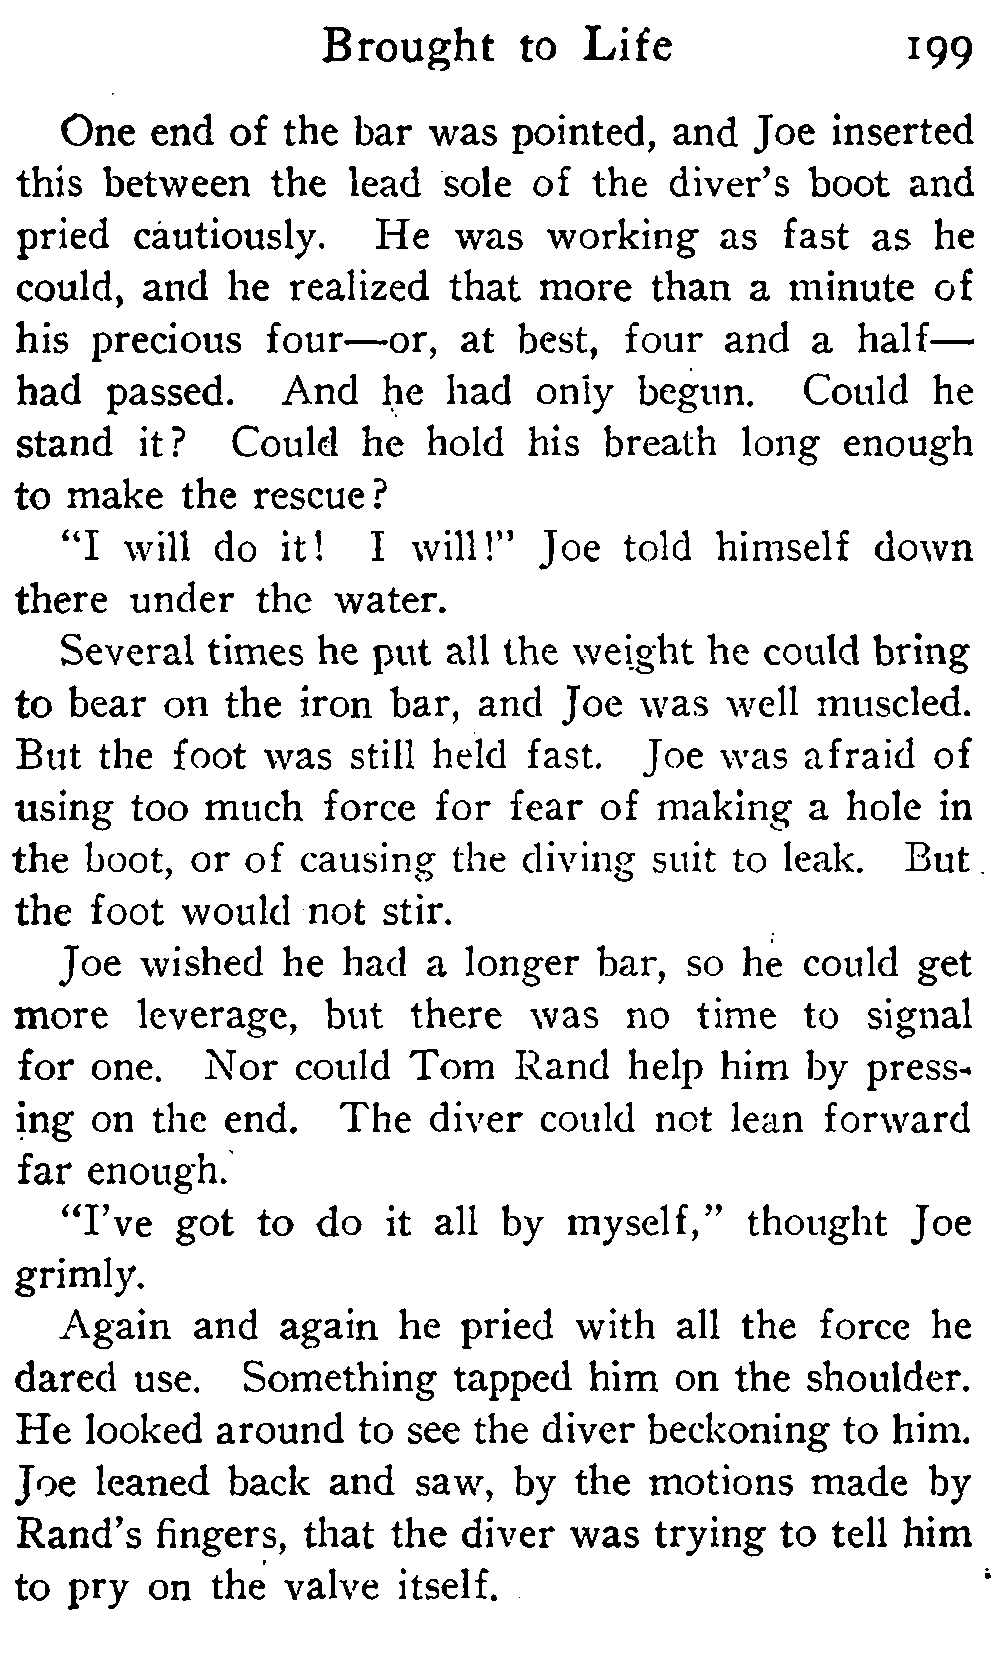 Brought to Life 199
One end of the bar was pointed, and Joe inserted
this between the lead sole of the diver's boot and
pried cautiously. He was working as fast as he
could, and he realized that more than a minute of
his precious four—or, at best, four and a half—
had passed. And he had only begun. Could he
stand it? Could he hold his breath long enough
to make the rescue?
“I will do it! I will!” Joe told himself down
there under the water.
Several times he put all the weight he could bring
to bear on the iron bar, and Joe was well muscled.
But the foot was still held fast. Joe was afraid of
using too much force for fear of making a hole in
the boot, or of causing the diving suit to leak. But
the foot would not stir.
Joe wished he had a longer bar, so he could get
more leverage, but there was no time to signal
for one. Nor could Tom Rand help him by press-
ing on the end. The diver could not lean forward
far enough.
“I've got to do it all by myself,” thought Joe
grimly.
Again and again he pried with all the force he
dared use. Something tapped him on the shoulder.
He looked around to see the diver beckoning to him.
Joe leaned back and saw, by the motions made by
Rand's fingers, that the diver was trying to tell him
to pry on the valve itself.